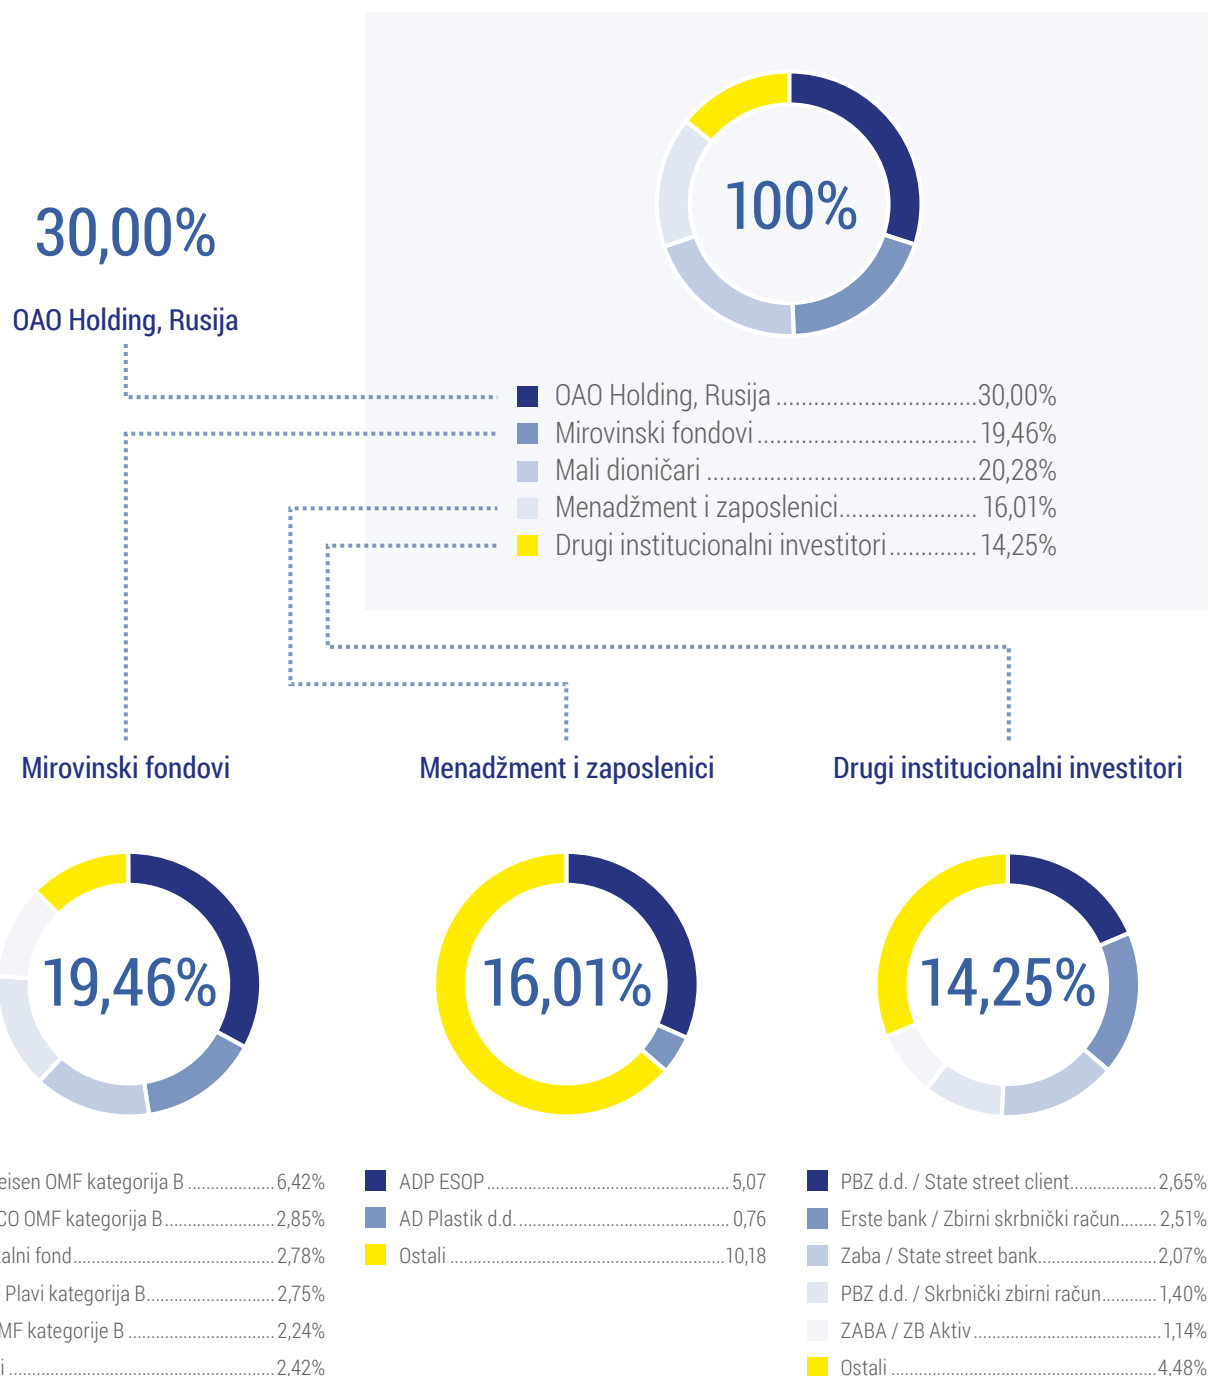 100%
30,00%
OAO Holding, Rusija
OAO Holding, Rusija 30,00%
Mirovinski fondovi 19,46%
Mali dioničari 20,28%
Menadžment i zaposlenici 16,01%
Drugi institucionalni investitori 14,25%
Mirovinski fondovi
19,46%
eisen OMF kategorija B 6,42%
CO OMF kategorija B 2,85%
alni fond 2,78%
Plavi kategorija B 2,75%
MF kategorije B 2,24%
i 2,42%
Menadžment i zaposlenici
16,01%
ADP ESOP 5,07
AD Plastik d.d. 0,76
Ostali 10,18
Drugi institucionalni investitori
14,25%
PBZ d.d. / State street client 2,65%
Erste bank / Zbirni skrbnički račun 2,51%
Zaba / State street bank 2,07%
PBZ d.d. / Skrbnički zbirni račun 1,40%
ZABA / ZB Aktiv 1,14%
Ostali 4,48%